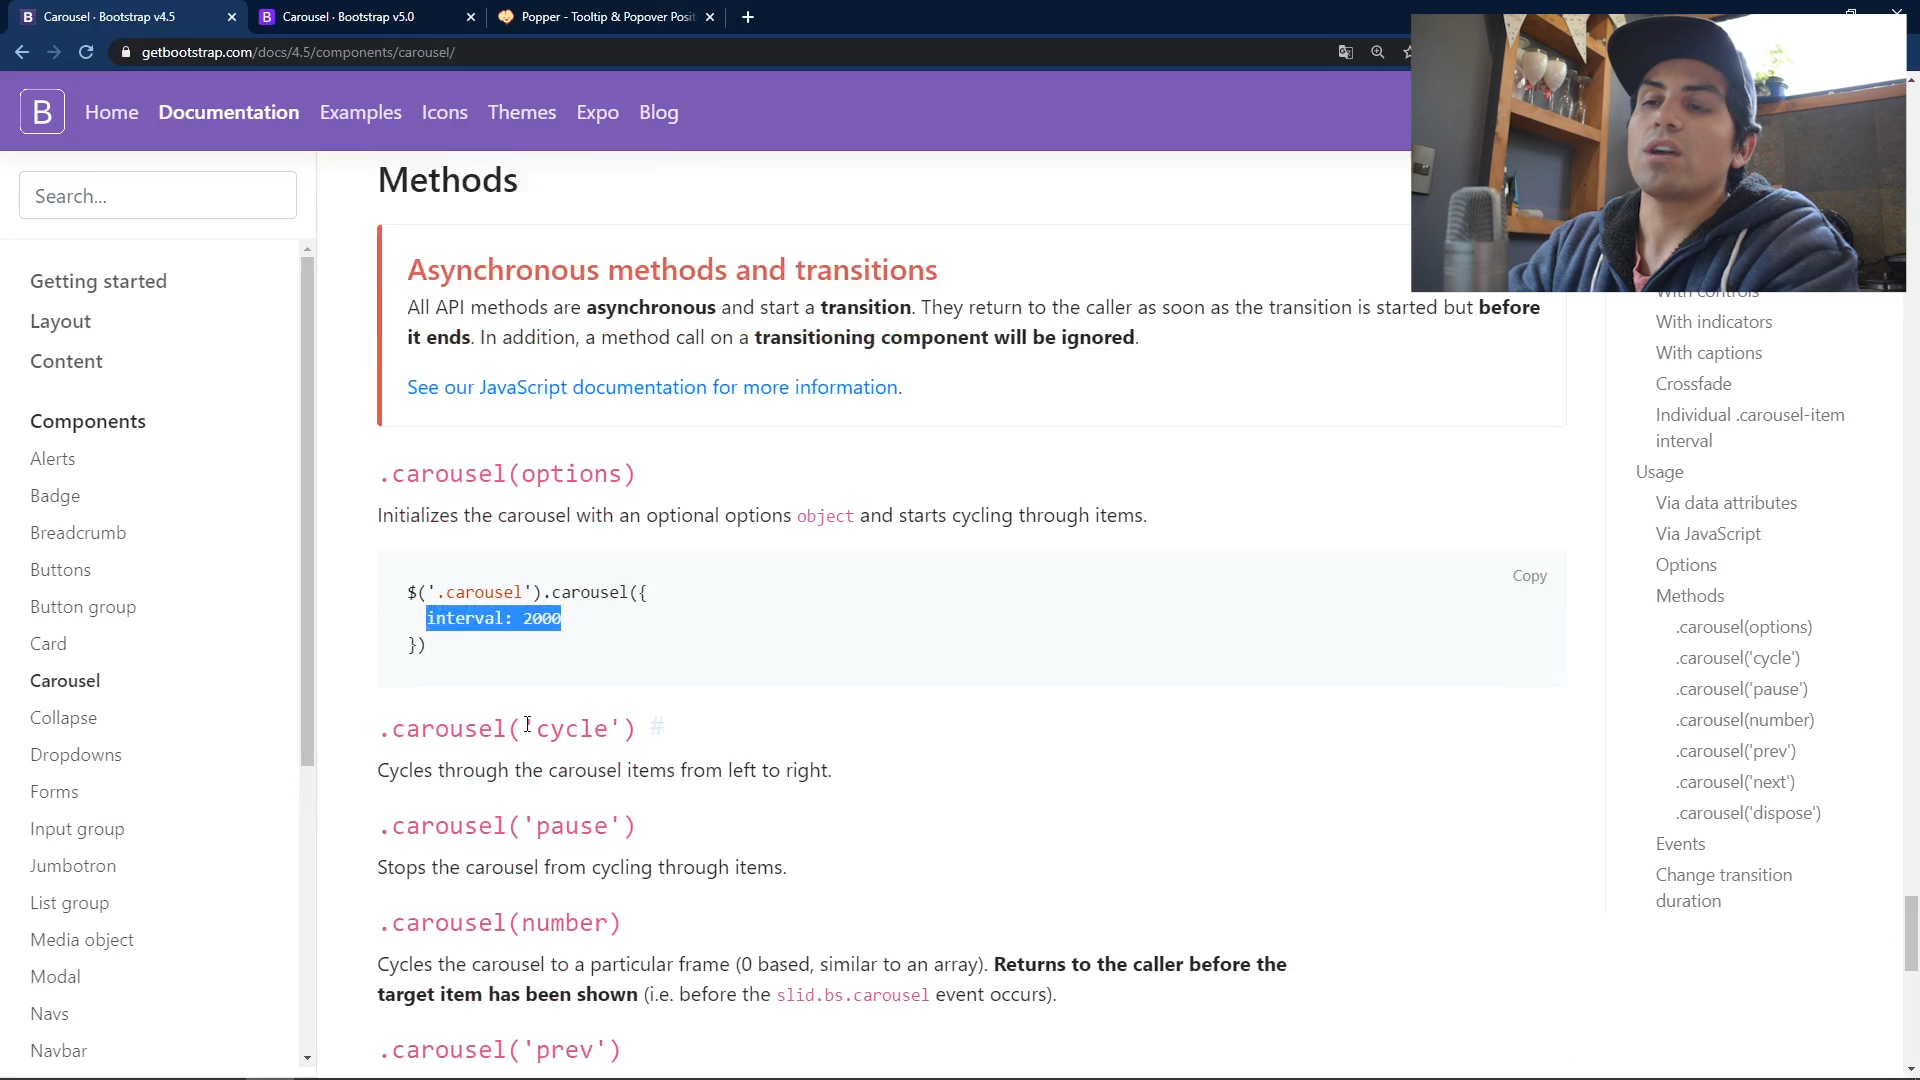 Carousel · Bootstrap v4.5
Carousel · Bootstrap v5.0
Popper - Tooltip & Popover Posit
getbootstrap.com/docs/4.5/components/carousel/
B
Home
Documentation
Examples
Icons
Themes
Expo
Blog
Search...
Getting started
Layout
Content
Components
Alerts
Badge
Breadcrumb
Buttons
Button group
Card
Carousel
Collapse
Dropdowns
Forms
Input group
Jumbotron
List group
Media object
Modal
Navs
Navbar
Methods
Asynchronous methods and transitions
All API methods are asynchronous and start a transition. They return to the caller as soon as the transition is started but before
it ends. In addition, a method call on a transitioning component will be ignored.
See our JavaScript documentation for more information.
.carousel(options)
Initializes the carousel with an optional options object and starts cycling through items.
Copy
$('.carousel').carousel({
interval: 2000
})
.carousel('cycle') #
Cycles through the carousel items from left to right.
.carousel('pause')
Stops the carousel from cycling through items.
.carousel(number)
Cycles the carousel to a particular frame (0 based, similar to an array). Returns to the caller before the
target item has been shown (i.e. before the slid.bs.carousel event occurs).
.carousel('prev')
With controls
With indicators
With captions
Crossfade
Individual .carousel-item
interval
Usage
Via data attributes
Via JavaScript
Options
Methods
.carousel(options)
.carousel('cycle')
.carousel('pause')
.carousel(number)
.carousel('prev')
.carousel('next')
.carousel('dispose')
Events
Change transition
duration